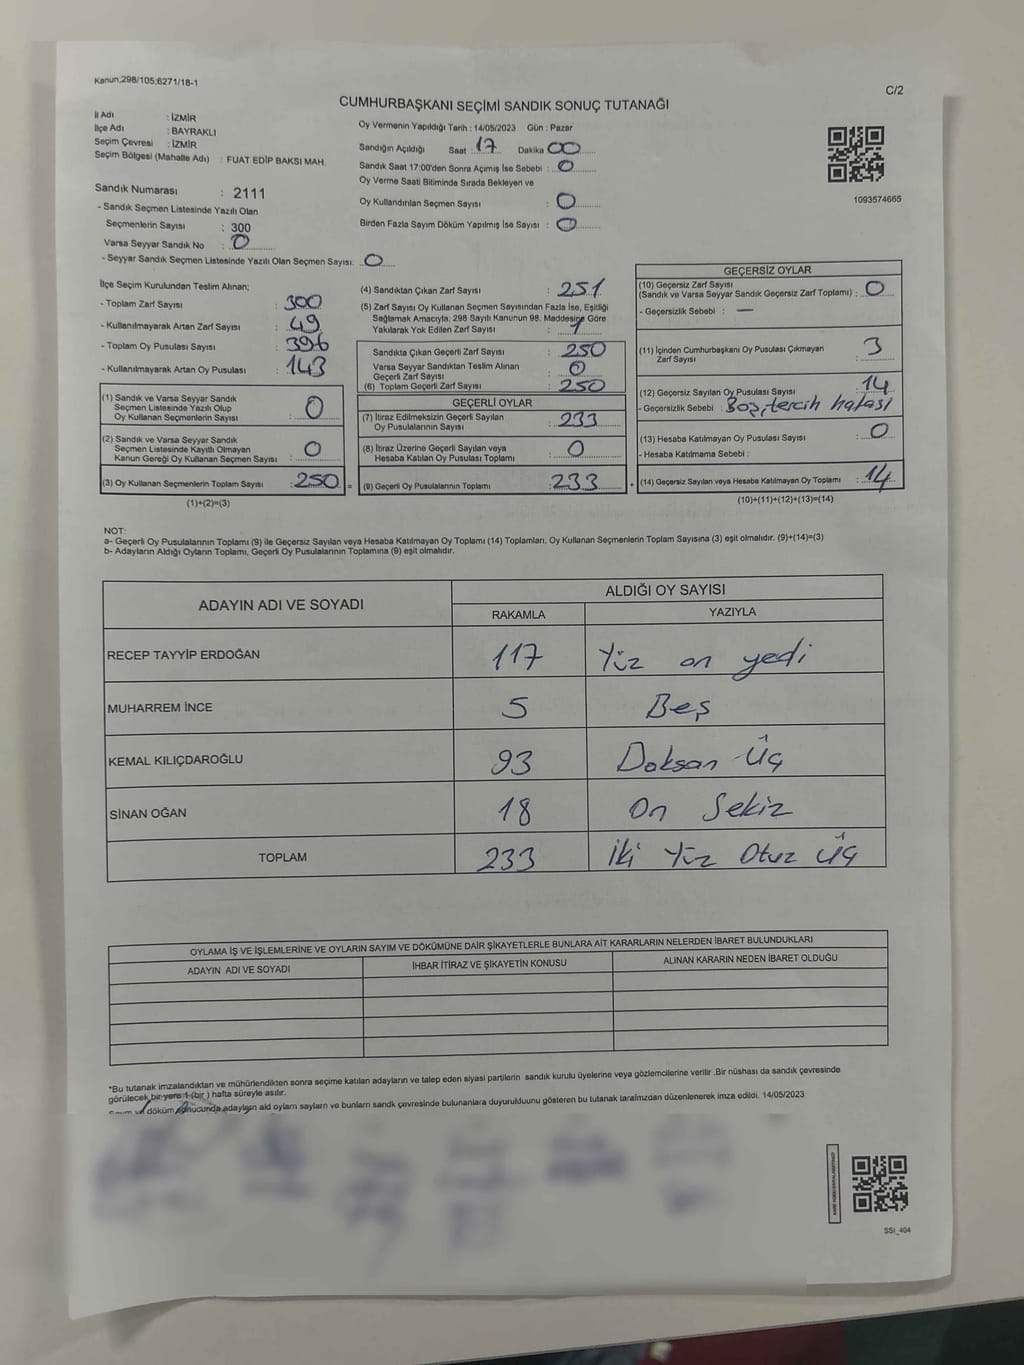 Kanun;298/105;6271/18-1
C/2
CUMHURBAŞKANI SEÇİMİ SANDIK SONUÇ TUTANAĞI
İl Adı : İZMİR
İlçe Adı : BAYRAKLI
Seçim Çevresi : İZMİR
Seçim Bölgesi (Mahalle Adı) : FUAT EDİP BAKSI MAH.
Sandık Numarası : 2111
- Sandık Seçmen Listesinde Yazılı Olan
Seçmenlerin Sayısı : 300
Varsa Seyyar Sandık No : 0
- Seyyar Sandık Seçmen Listesinde Yazılı Olan Seçmen Sayısı: 0
Oy Vermenin Yapıldığı Tarih : 14/05/2023 Gün : Pazar
Sandığın Açıldığı Saat : 17 Dakika 00
Sandık Saat 17:00'den Sonra Açımış İse Sebebi : 0
Oy Verme Saati Bitiminde Sırada Bekleyen ve
Oy Kullandırılan Seçmen Sayısı : 0
Birden Fazla Sayım Döküm Yapılmış İse Sayısı : 0
1093574665
İlçe Seçim Kurulundan Teslim Alınan;
- Toplam Zarf Sayısı : 300
- Kullanılmayarak Artan Zarf Sayısı : 49
- Toplam Oy Pusulası Sayısı : 396
- Kullanılmayarak Artan Oy Pusulası : 143
(1) Sandık ve Varsa Seyyar Sandık
Seçmen Listesinde Yazılı Olup
Oy Kullanan Seçmenlerin Sayısı : 0
(2) Sandık ve Varsa Seyyar Sandık
Seçmen Listesinde Kayıtlı Olmayan
Kanun Gereği Oy Kullanan Seçmen Sayısı : 0
(3) Oy Kullanan Seçmenlerin Toplam Sayısı : 250 =
(1)+(2)=(3)
(4) Sandıktan Çıkan Zarf Sayısı : 251
(5) Zarf Sayısı Oy Kullanan Seçmen Sayısından Fazla İse, Eşitliği
Sağlamak Amacıyla; 298 Sayılı Kanunun 98. Maddesine Göre
Yakılarak Yok Edilen Zarf Sayısı : 1
Sandıkta Çıkan Geçerli Zarf Sayısı : 250
Varsa Seyyar Sandıktan Teslim Alınan
Geçerli Zarf Sayısı : 0
(6) Toplam Geçerli Zarf Sayısı : 250
GEÇERLİ OYLAR
(7) İtiraz Edilmeksizin Geçerli Sayılan
Oy Pusulalarının Sayısı : 233
(8) İtiraz Üzerine Geçerli Sayılan veya
Hesaba Katılan Oy Pusulası Toplamı : 0
(9) Geçerli Oy Pusulalarının Toplamı : 233 +
GEÇERSİZ OYLAR
(10) Geçersiz Zarf Sayısı
(Sandık ve Varsa Seyyar Sandık Geçersiz Zarf Toplamı) : 0
- Geçersizlik Sebebi : —
(11) İçinden Cumhurbaşkanı Oy Pusulası Çıkmayan
Zarf Sayısı : 3
(12) Geçersiz Sayılan Oy Pusulası Sayısı : 14
- Geçersizlik Sebebi : Boş, tercih hatası
(13) Hesaba Katılmayan Oy Pusulası Sayısı : 0
- Hesaba Katılmama Sebebi :
(14) Geçersiz Sayılan veya Hesaba Katılmayan Oy Toplamı : 14
(10)+(11)+(12)+(13)=(14)
NOT:
a- Geçerli Oy Pusulalarının Toplamı (9) ile Geçersiz Sayılan veya Hesaba Katılmayan Oy Toplamı (14) Toplamları, Oy Kullanan Seçmenlerin Toplam Sayısına (3) eşit olmalıdır. (9)+(14)=(3)
b- Adayların Aldığı Oyların Toplamı, Geçerli Oy Pusulalarının Toplamına (9) eşit olmalıdır.
ADAYIN ADI VE SOYADI ALDIĞI OY SAYISI
RAKAMLA YAZIYLA
RECEP TAYYİP ERDOĞAN 117 Yüz on yedi
MUHARREM İNCE 5 Beş
KEMAL KILIÇDAROĞLU 93 Doksan Üç
SİNAN OĞAN 18 On Sekiz
TOPLAM 233 İki Yüz Otuz Üç
OYLAMA İŞ VE İŞLEMLERİNE VE OYLARIN SAYIM VE DÖKÜMÜNE DAİR ŞİKAYETLERLE BUNLARA AİT KARARLARIN NELERDEN İBARET BULUNDUKLARI
ADAYIN ADI VE SOYADI İHBAR İTİRAZ VE ŞİKAYETİN KONUSU ALINAN KARARIN NEDEN İBARET OLDUĞU
*Bu tutanak imzalandıktan ve mühürlendikten sonra seçime katılan adayların ve talep eden siyasi partilerin sandık kurulu üyelerine veya gözlemcilerine verilir .Bir nüshası da sandık çevresinde
görülecek bir yere 1 (bir ) hafta süreyle asılır.
döküm sonucunda adayların ald oylarn saylarn ve bunların sandk çevresinde bulunanlara duyurulduunu gösteren bu tutanak tarafımzdan düzenlenerek imza edildi. 14/05/2023
SSI_404